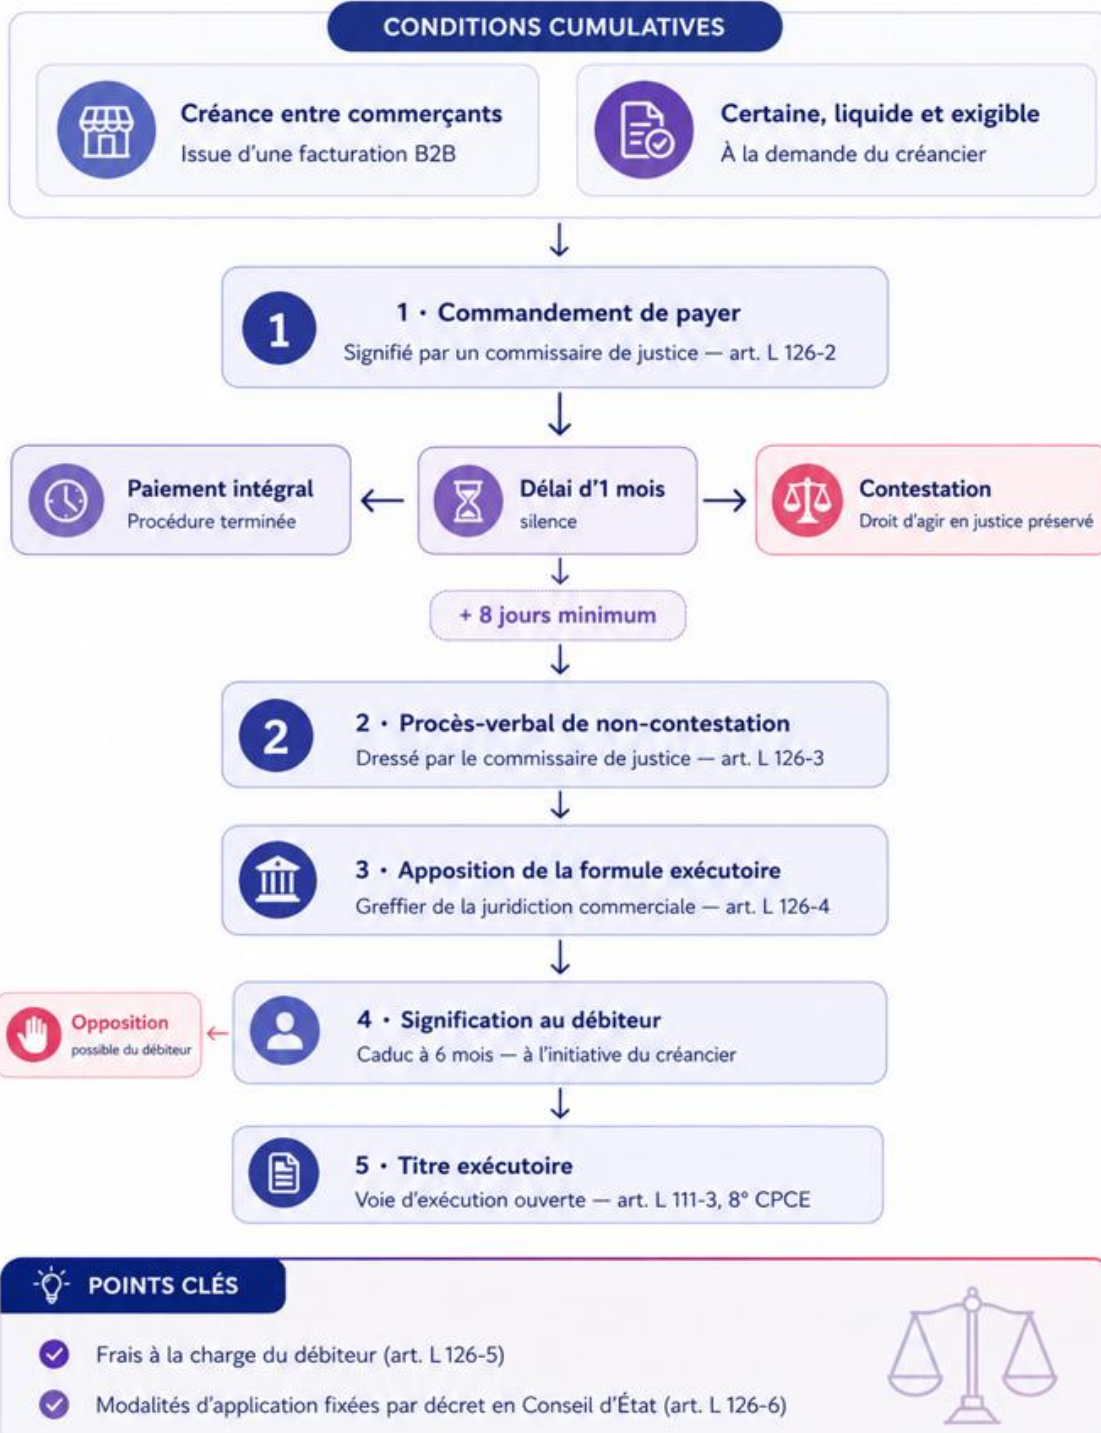 CONDITIONS CUMULATIVES
Créance entre commerçants
Issue d'une facturation B2B
Certaine, liquide et exigible
À la demande du créancier
1
1 · Commandement de payer
Signifié par un commissaire de justice — art. L 126-2
Paiement intégral
Procédure terminée
Délai d'1 mois
silence
Contestation
Droit d'agir en justice préservé
+ 8 jours minimum
2
2 · Procès-verbal de non-contestation
Dressé par le commissaire de justice — art. L 126-3
3 · Apposition de la formule exécutoire
Greffier de la juridiction commerciale — art. L 126-4
Opposition
possible du débiteur
4 · Signification au débiteur
Caduc à 6 mois — à l'initiative du créancier
5 · Titre exécutoire
Voie d'exécution ouverte — art. L 111-3, 8° CPCE
POINTS CLÉS
Frais à la charge du débiteur (art. L 126-5)
Modalités d'application fixées par décret en Conseil d'État (art. L 126-6)